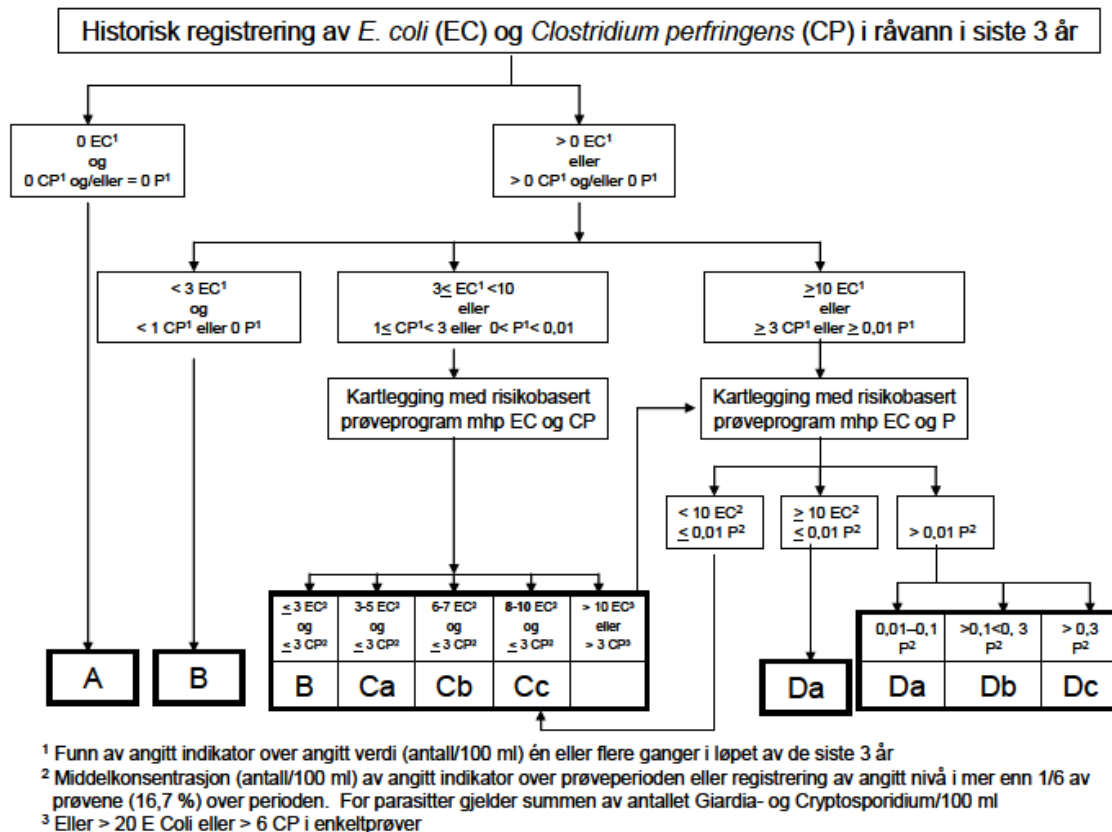 Historisk registrering av E. coli (EC) og Clostridium perfringens (CP) i råvann i siste 3 år
0 EC¹
og
0 CP¹ og/eller = 0 P¹
> 0 EC¹
eller
> 0 CP¹ og/eller 0 P¹
< 3 EC¹
og
< 1 CP¹ eller 0 P¹
3≤ EC¹ <10
eller
1≤ CP¹< 3 eller 0< P¹< 0,01
≥10 EC¹
eller
≥ 3 CP¹ eller ≥ 0,01 P¹
Kartlegging med risikobasert
prøveprogram mhp EC og CP
Kartlegging med risikobasert
prøveprogram mhp EC og P
< 10 EC²
≤ 0,01 P²
≥ 10 EC²
≤ 0,01 P²
> 0,01 P²
≤ 3 EC²
og
≤ 3 CP²
3-5 EC²
og
≤ 3 CP²
6-7 EC²
og
≤ 3 CP²
8-10 EC²
og
≤ 3 CP²
> 10 EC³
eller
> 3 CP³
0,01–0,1
P²
>0,1<0, 3
P²
> 0,3
P²
A
B
B
Ca
Cb
Cc
Da
Da
Db
Dc
¹ Funn av angitt indikator over angitt verdi (antall/100 ml) én eller flere ganger i løpet av de siste 3 år
² Middelkonsentrasjon (antall/100 ml) av angitt indikator over prøveperioden eller registrering av angitt nivå i mer enn 1/6 av
prøvene (16,7 %) over perioden. For parasitter gjelder summen av antallet Giardia- og Cryptosporidium/100 ml
³ Eller > 20 E Coli eller > 6 CP i enkeltprøver